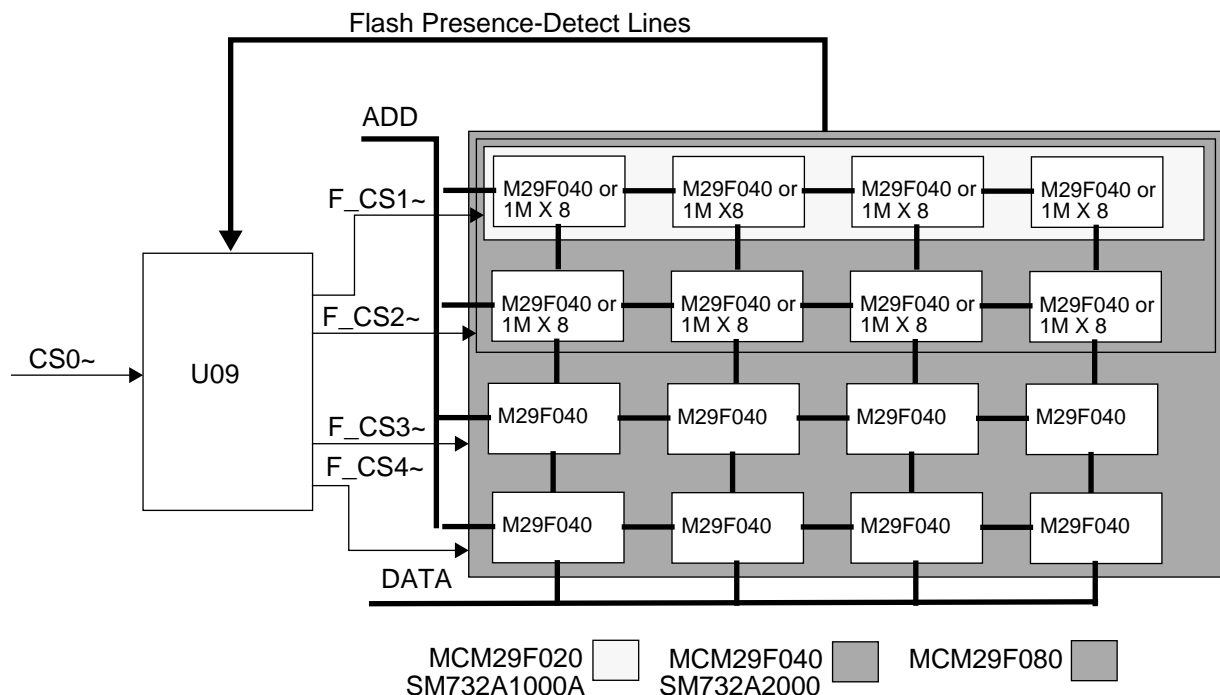 Flash Presence-Detect Lines
ADD
M29F040 or
1M X 8
M29F040 or
1M X8
M29F040 or
1M X 8
M29F040 or
1M X 8
F_CS1~
M29F040 or
1M X 8
M29F040 or
1M X 8
M29F040 or
1M X 8
M29F040 or
1M X 8
F_CS2~
CS0~
U09
M29F040
M29F040
M29F040
M29F040
F_CS3~
F_CS4~
M29F040
M29F040
M29F040
M29F040
DATA
MCM29F020
SM732A1000A
MCM29F040
SM732A2000
MCM29F080